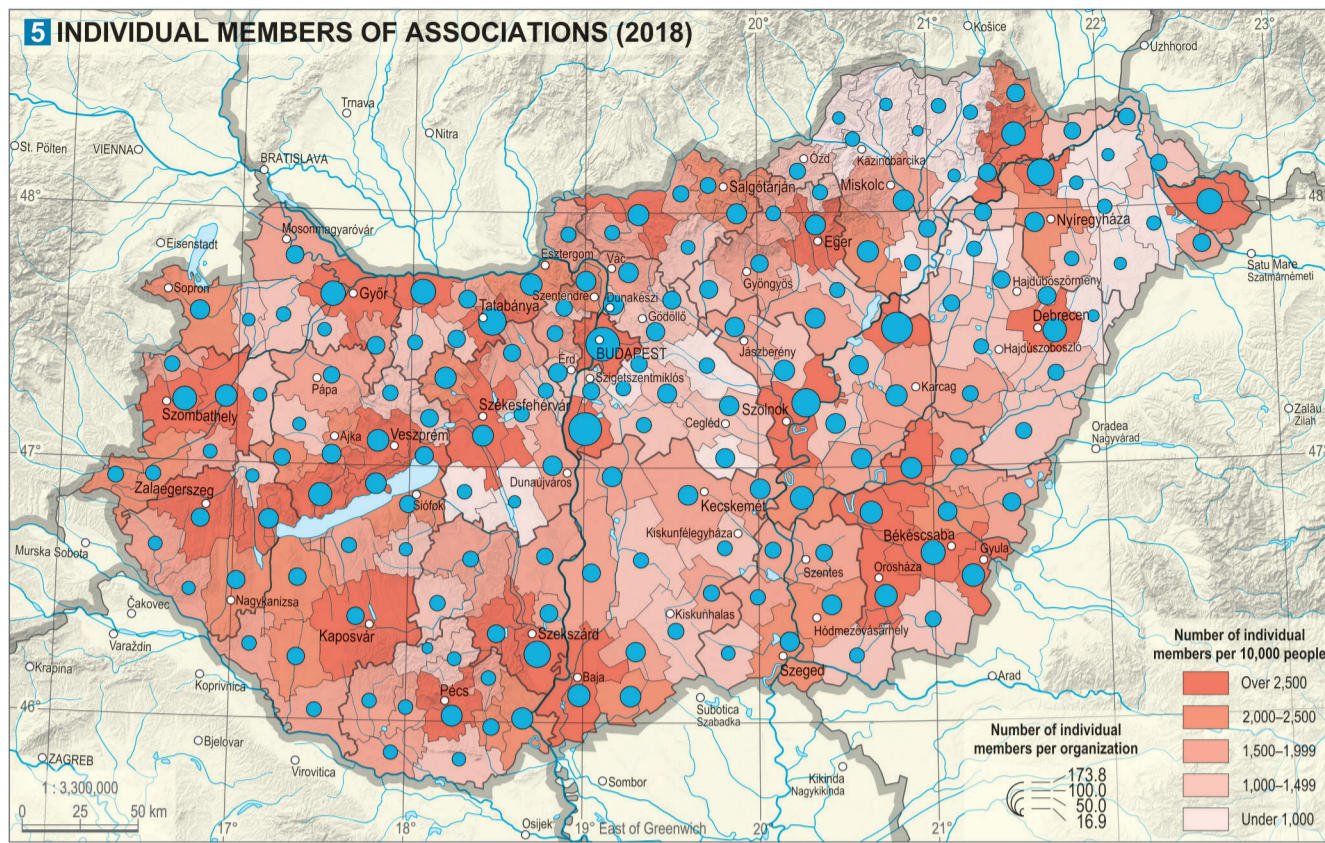 5 INDIVIDUAL MEMBERS OF ASSOCIATIONS (2018)
20°
21°
22°
23°
Košice
Uzhhorod
Trnava
Nitra
St. Pölten
VIENNA
BRATISLAVA
Ózd
Kazincbarcika
Salgótarján
Miskolc
48°
48°
Mosonmagyaróvár
Eisenstadt
Nyíregyháza
Eger
Esztergom
Vác
Satu Mare
Szatmárnémeti
Sopron
Győr
Gyöngyös
Hajdúböszörmény
Szentendre
Dunakeszi
Tatabánya
Gödöllő
Debrecen
BUDAPEST
Jászberény
Hajdúszoboszló
Érd
Pápa
Szigetszentmiklós
Karcag
Szombathely
Székesfehérvár
Szolnok
Zalău
Zilah
Cegléd
Ajka
Veszprém
Oradea
Nagyvárad
47°
47°
Zalaegerszeg
Dunaújváros
Siófok
Kecskemét
Kiskunfélegyháza
Békéscsaba
Murska Sobota
Gyula
Szentes
Orosháza
Nagykanizsa
Čakovec
Kiskunhalas
Kaposvár
Szekszárd
Hódmezővásárhely
Varaždin
Krapina
Koprivnica
Szeged
Baja
Arad
Pécs
46°
Subotica
Szabadka
Bjelovar
ZAGREB
Virovitica
Sombor
Kikinda
Nagykikinda
1 : 3,300,000
0 25 50 km
17°
18°
19° East of Greenwich
20°
21°
Osijek
Number of individual
members per organization
173.8
100.0
50.0
16.9
Number of individual
members per 10,000 people
Over 2,500
2,000–2,500
1,500–1,999
1,000–1,499
Under 1,000